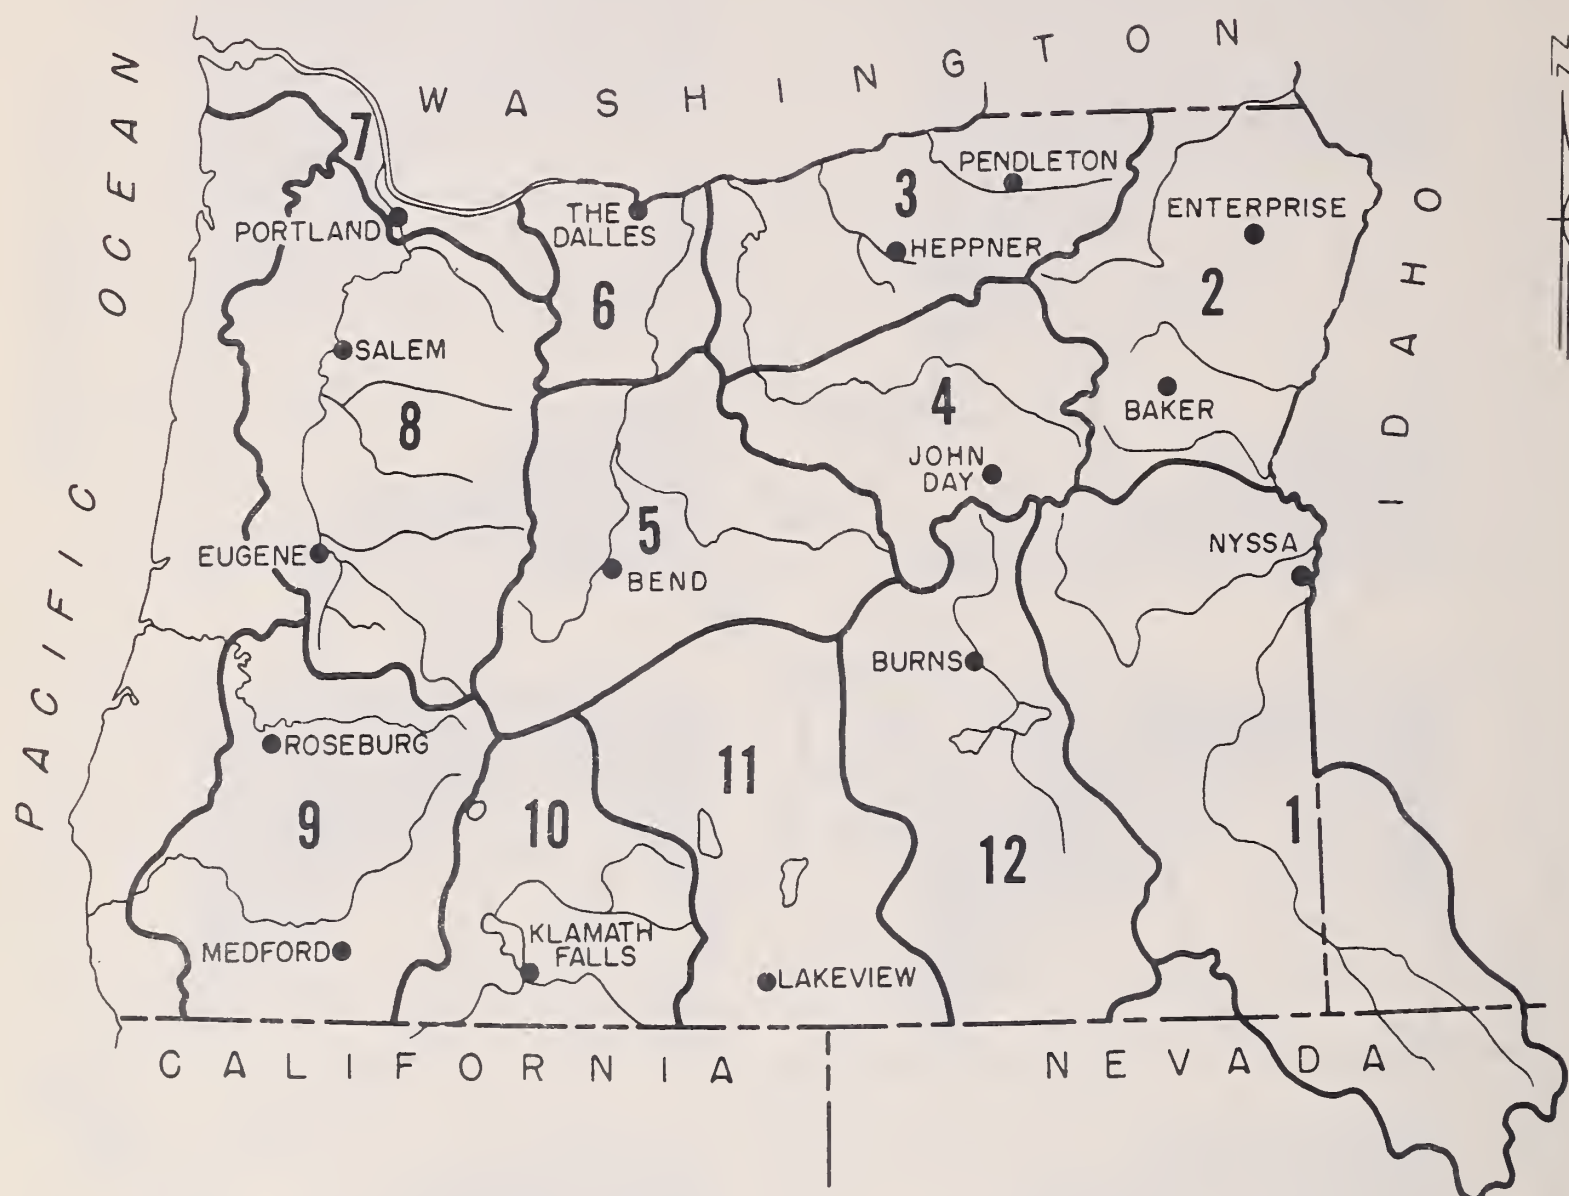 WASHINGTON
PACIFIC OCEAN
IDAHO
7
3
PENDLETON
ENTERPRISE
PORTLAND
THE
DALLES
HEPPNER
6
2
SALEM
8
4
BAKER
JOHN
DAY
5
NYSSA
EUGENE
BEND
BURNS
ROSEBURG
11
9
10
1
12
MEDFORD
KLAMATH
FALLS
LAKEVIEW
CALIFORNIA
NEVADA